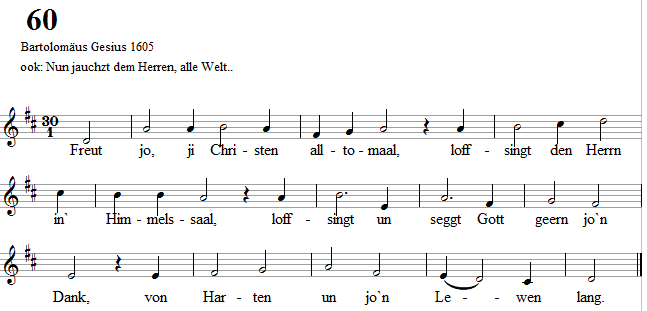 60
Bartolomäus Gesius 1605
ook: Nun jauchzt dem Herren, alle Welt..
30
1
Freut jo, ji Chri - sten all - to - maal, loff - singt den Herrn
in` Him - mels - saal, loff - singt un seggt Gott geern jo`n
Dank, von Har - ten un jo`n Le - - wen lang.